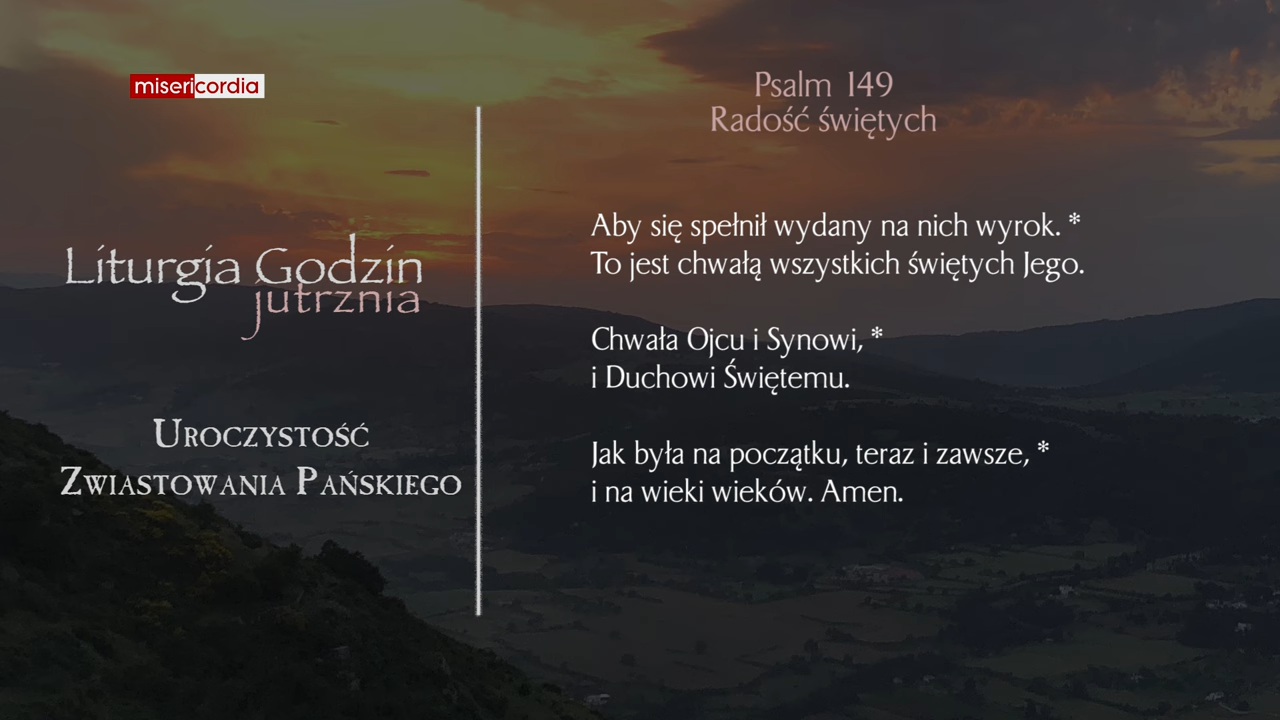 misericordia
Liturgia Godzin
jutrznia
Uroczystość
Zwiastowania Pańskiego
Psalm 149
Radość świętych
Aby się spełnił wydany na nich wyrok. *
To jest chwałą wszystkich świętych Jego.
Chwała Ojcu i Synowi, *
i Duchowi Świętemu.
Jak była na początku, teraz i zawsze, *
i na wieki wieków. Amen.